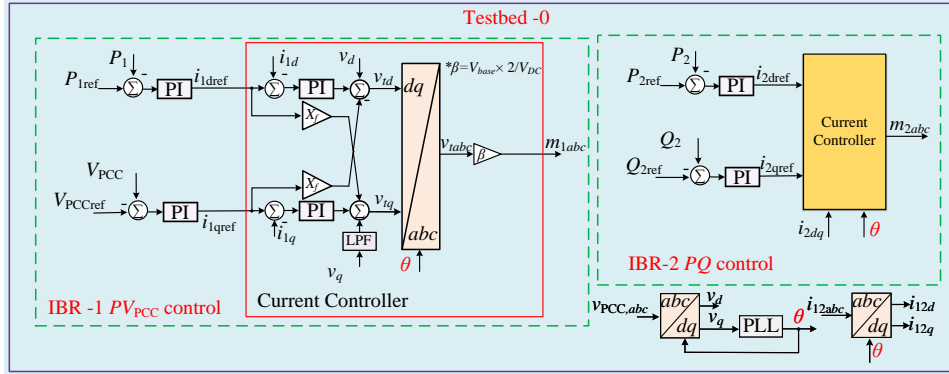 Testbed -0
P1
P1ref
-
Σ
PI
i1dref
i1d
-
Σ
PI
vd
Σ
-
vtd
Xf
*β=Vbase× 2/VDC
dq
abc
vtabc
β
m1abc
VPCC
VPCCref
-
Σ
PI
i1qref
Xf
Σ
-
i1q
PI
Σ
vtq
LPF
vq
θ
IBR -1 PVPCC control
Current Controller
P2
P2ref
-
Σ
PI
i2dref
Q2
Q2ref
-
Σ
PI
i2qref
Current
Controller
m2abc
i2dq
θ
IBR-2 PQ control
vPCC,abc
abc
dq
vd
vq
PLL
θ
i12abc
abc
dq
i12d
i12q
θ